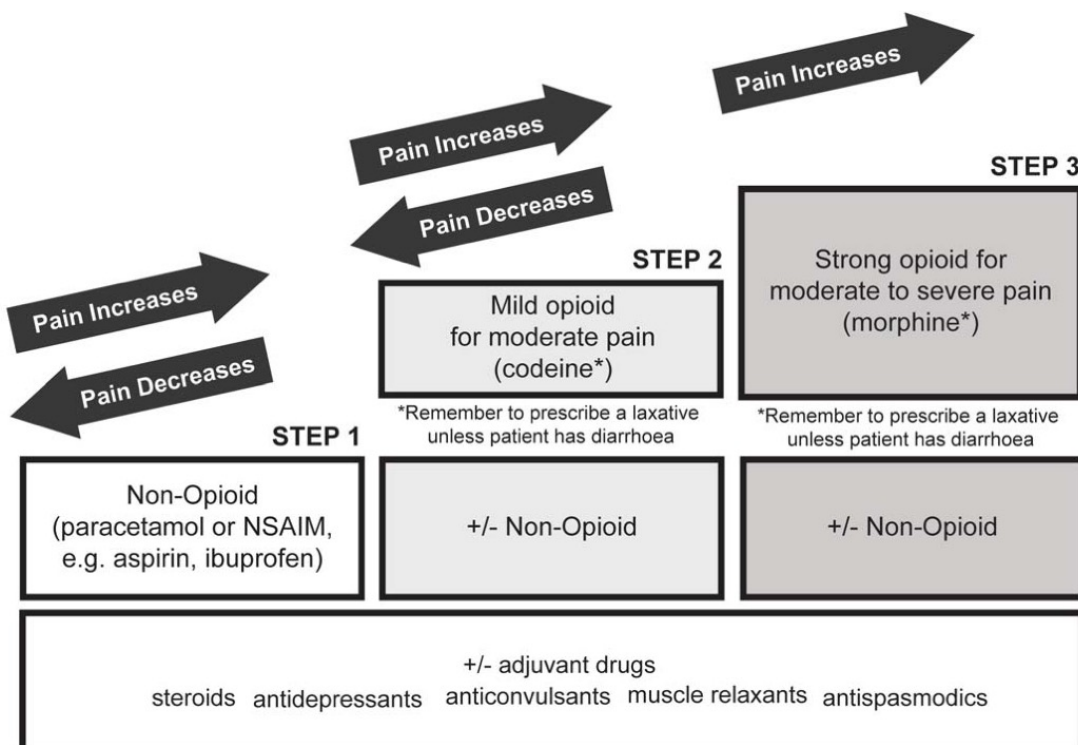 Pain Increases
Pain Increases
Pain Decreases
STEP 3
Strong opioid for
moderate to severe pain
(morphine*)
*Remember to prescribe a laxative
unless patient has diarrhoea
+/- Non-Opioid
STEP 2
Mild opioid
for moderate pain
(codeine*)
*Remember to prescribe a laxative
unless patient has diarrhoea
+/- Non-Opioid
Pain Increases
Pain Decreases
STEP 1
Non-Opioid
(paracetamol or NSAIM,
e.g. aspirin, ibuprofen)
+/- adjuvant drugs
steroids antidepressants anticonvulsants muscle relaxants antispasmodics